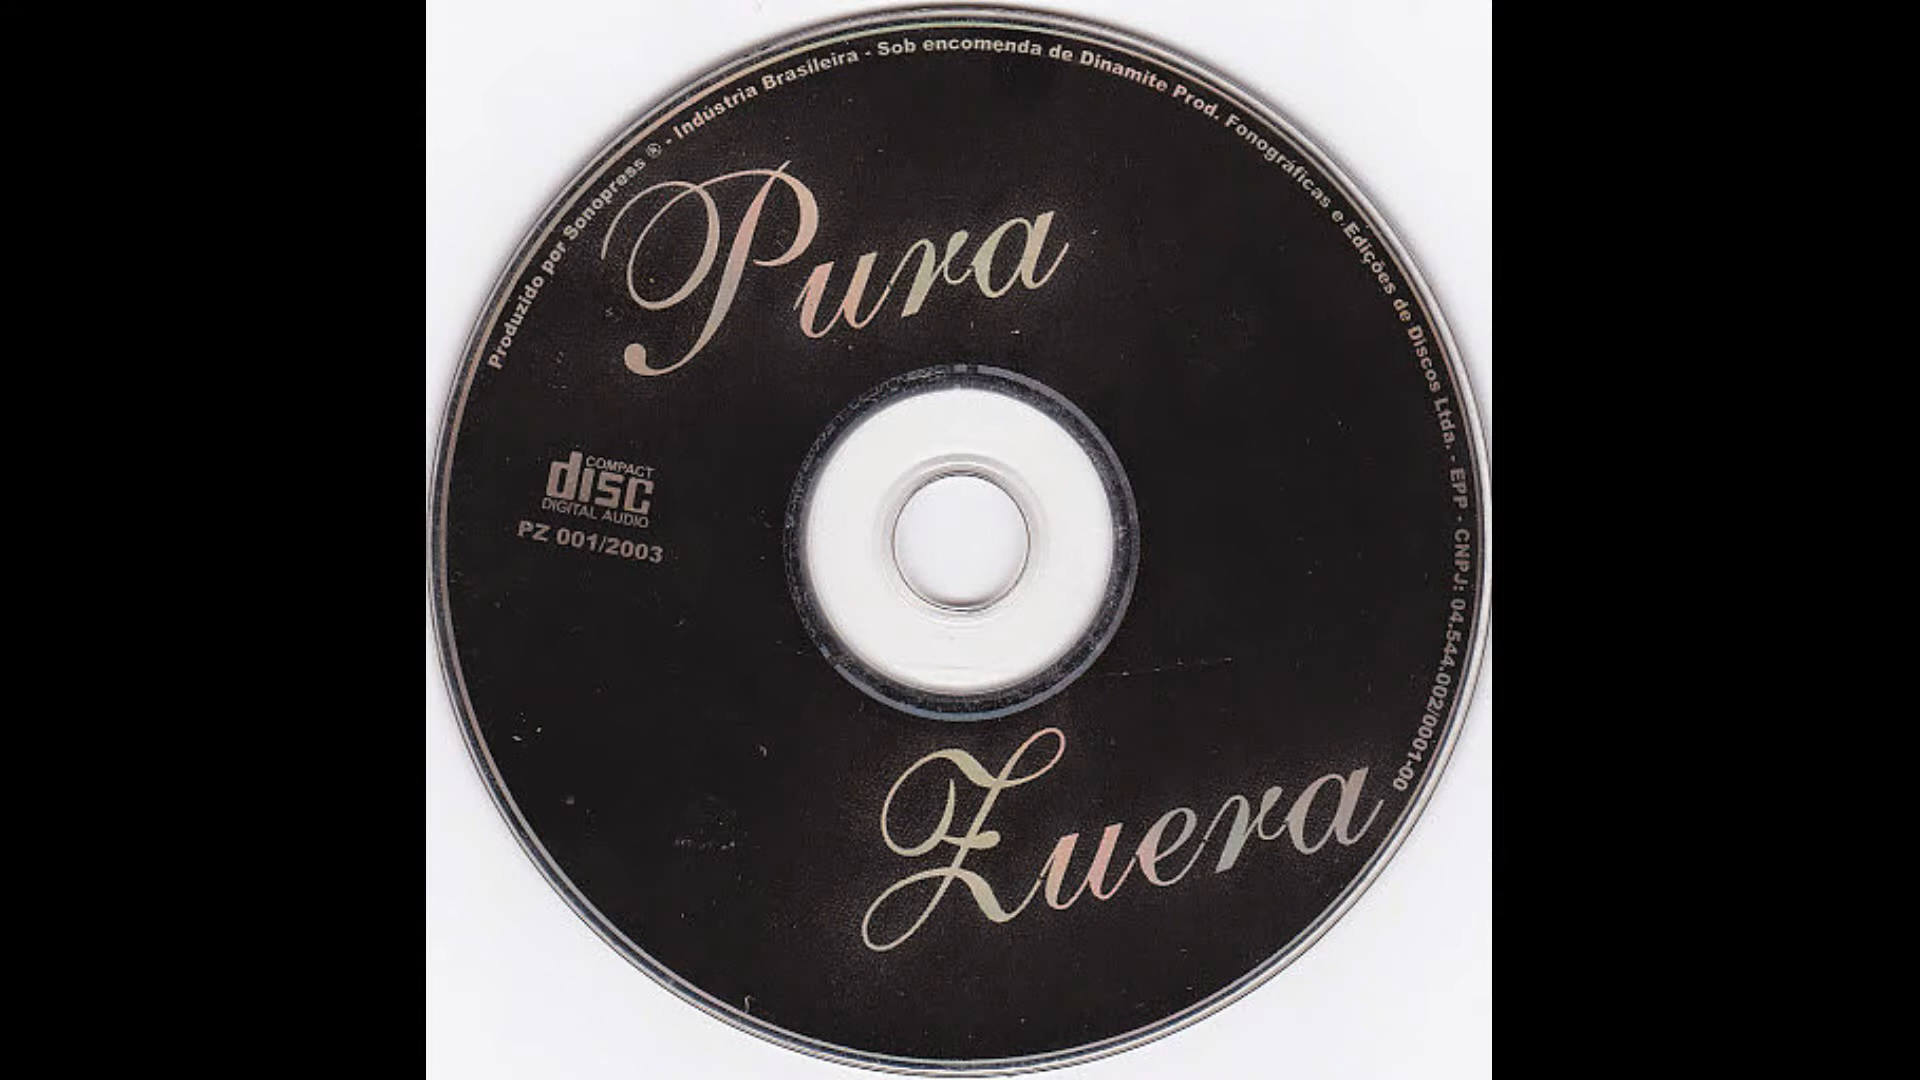 Produzido por Sonopress ® - Indústria Brasileira - Sob encomenda de Dinamite Prod. Fonográficas e Edições de Discos Ltda. - EPP - CNPJ: 04.544.002/0001-00
Pura
COMPACT
disc
DIGITAL AUDIO
PZ 001/2003
Zuera